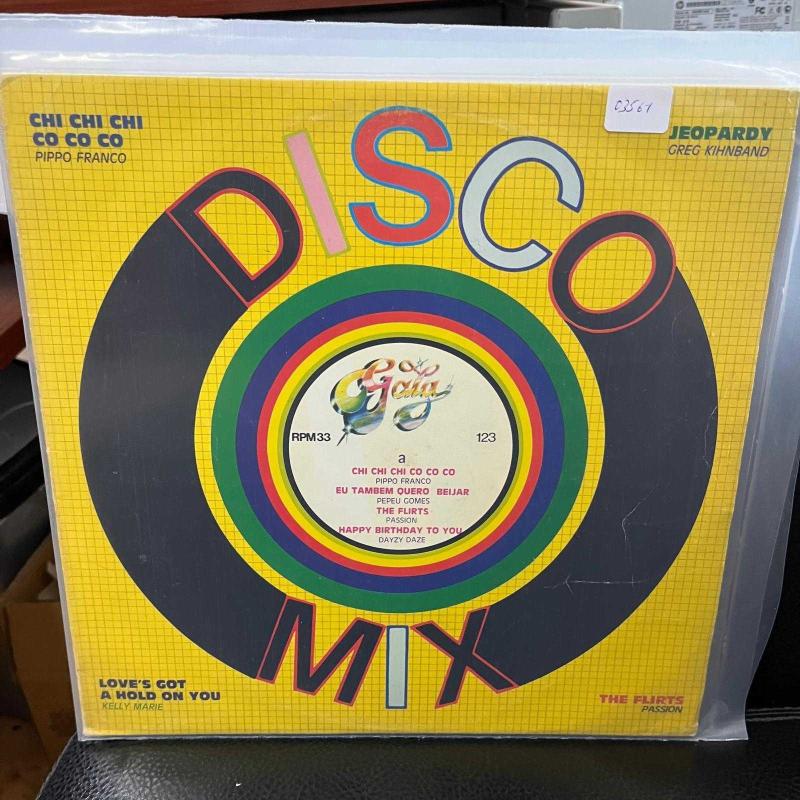 CHI CHI CHI
CO CO CO
PIPPO FRANCO
03561
JEOPARDY
GREG KIHNBAND
DISCO
Gaia
RPM33
123
a
CHI CHI CHI CO CO CO
PIPPO FRANCO
EU TAMBEM QUERO BEIJAR
PEPEU GOMES
THE FLIRTS
PASSION
HAPPY BIRTHDAY TO YOU
DAYZY DAZE
MIX
LOVE'S GOT
A HOLD ON YOU
KELLY MARIE
THE FLIRTS
PASSION